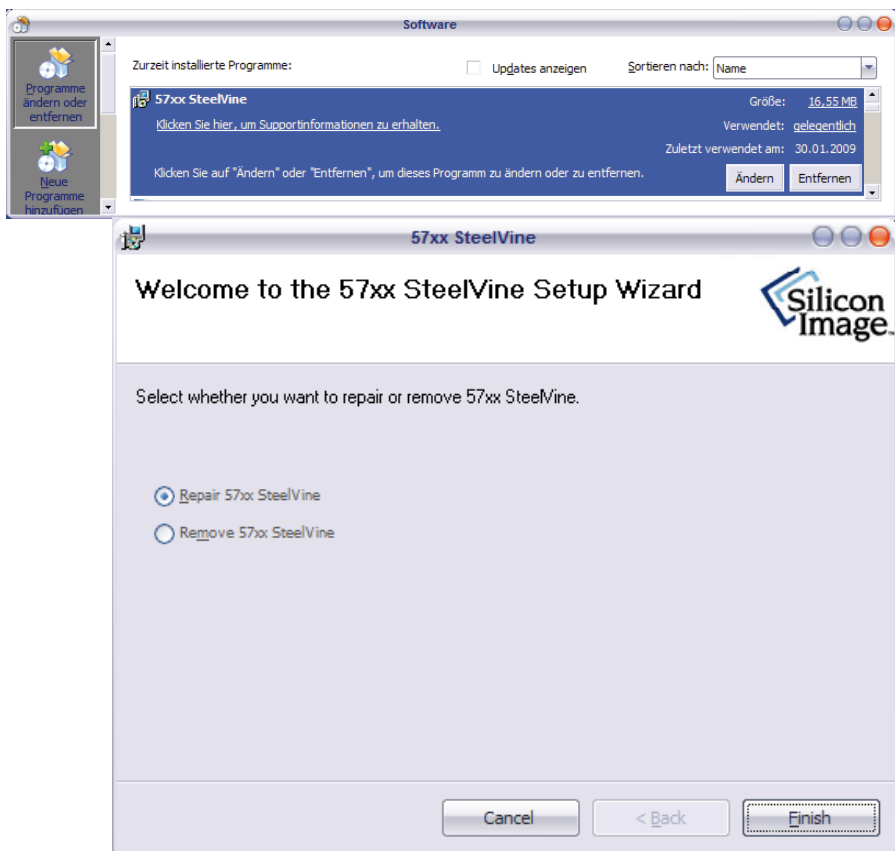 Software
Programme
ändern oder
entfernen
Neue
Programme
hinzufügen
Zurzeit installierte Programme:
Updates anzeigen
Sortieren nach: Name
57xx SteelVine
Größe: 16,55 MB
Klicken Sie hier, um Supportinformationen zu erhalten.
Verwendet: gelegentlich
Zuletzt verwendet am: 30.01.2009
Klicken Sie auf "Ändern" oder "Entfernen", um dieses Programm zu ändern oder zu entfernen.
Ändern
Entfernen
57xx SteelVine
Welcome to the 57xx SteelVine Setup Wizard
Silicon
Image.
Select whether you want to repair or remove 57xx SteelVine.
Repair 57xx SteelVine
Remove 57xx SteelVine
Cancel
< Back
Finish